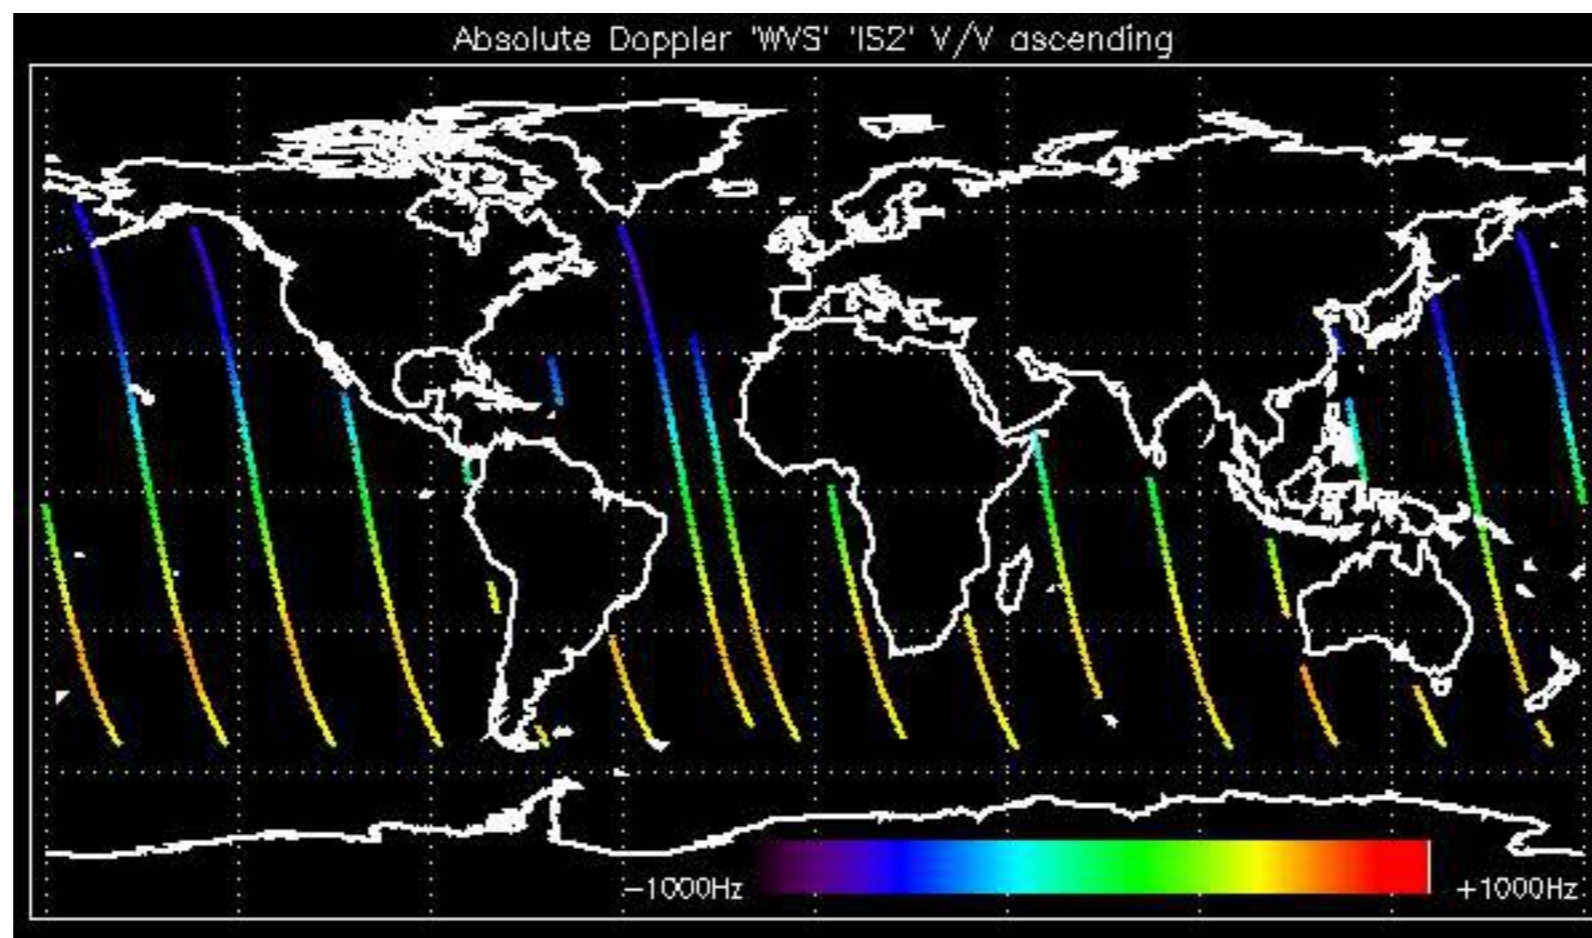 Absolute Doppler 'WVS' 'IS2' V/V ascending
-1000Hz +1000Hz